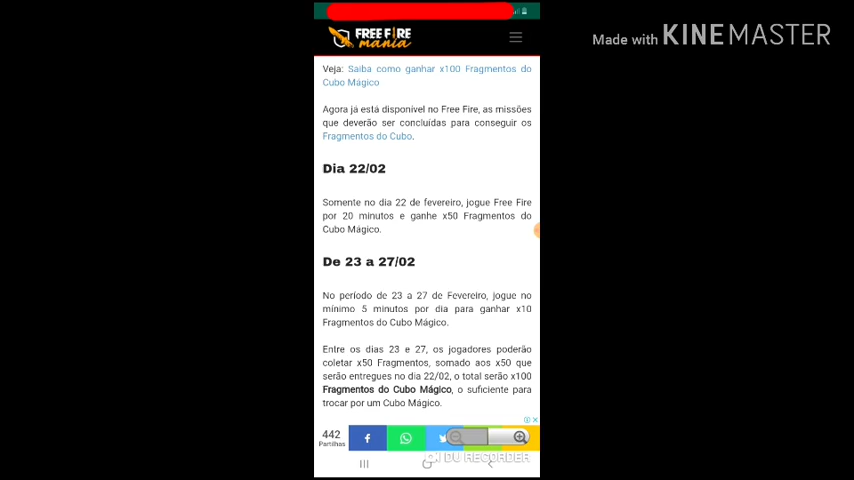 Made with KINEMASTER
FREE FIRE
mania
Veja: Saiba como ganhar x100 Fragmentos do
Cubo Mágico
Agora já está disponível no Free Fire, as missões
que deverão ser concluídas para conseguir os
Fragmentos do Cubo.
Dia 22/02
Somente no dia 22 de fevereiro, jogue Free Fire
por 20 minutos e ganhe x50 Fragmentos do
Cubo Mágico.
De 23 a 27/02
No período de 23 a 27 de Fevereiro, jogue no
mínimo 5 minutos por dia para ganhar x10
Fragmentos do Cubo Mágico.
Entre os dias 23 e 27, os jogadores poderão
coletar x50 Fragmentos, somado aos x50 que
serão entregues no dia 22/02, o total serão x100
Fragmentos do Cubo Mágico, o suficiente para
trocar por um Cubo Mágico.
442
Partilhas
DU RECORDER